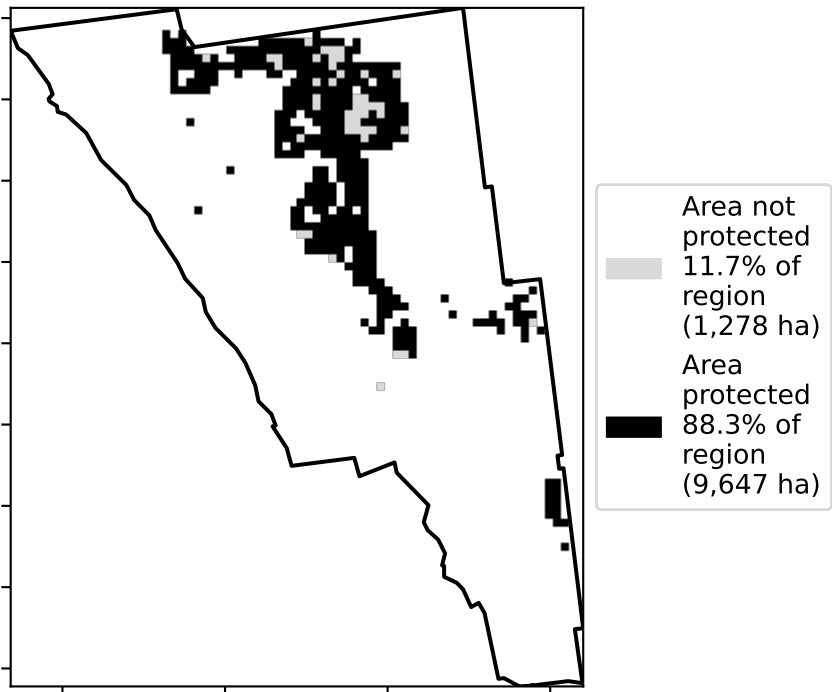 Area not
protected
11.7% of
region
(1,278 ha)
Area
protected
88.3% of
region
(9,647 ha)